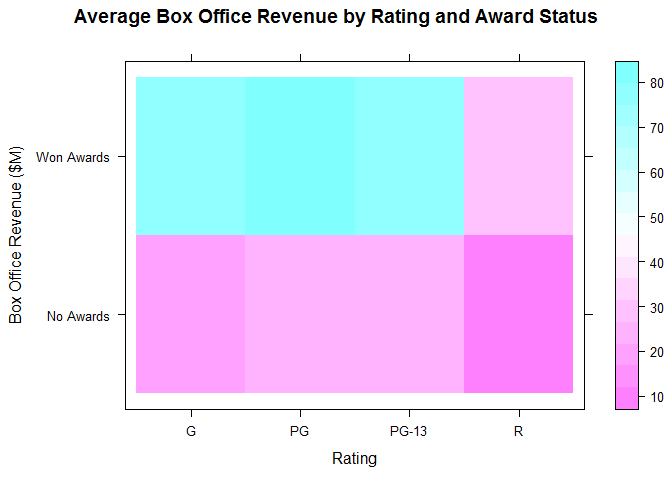 Average Box Office Revenue by Rating and Award Status
Box Office Revenue ($M)
Won Awards
No Awards
G
PG
PG-13
R
Rating
80
70
60
50
40
30
20
10